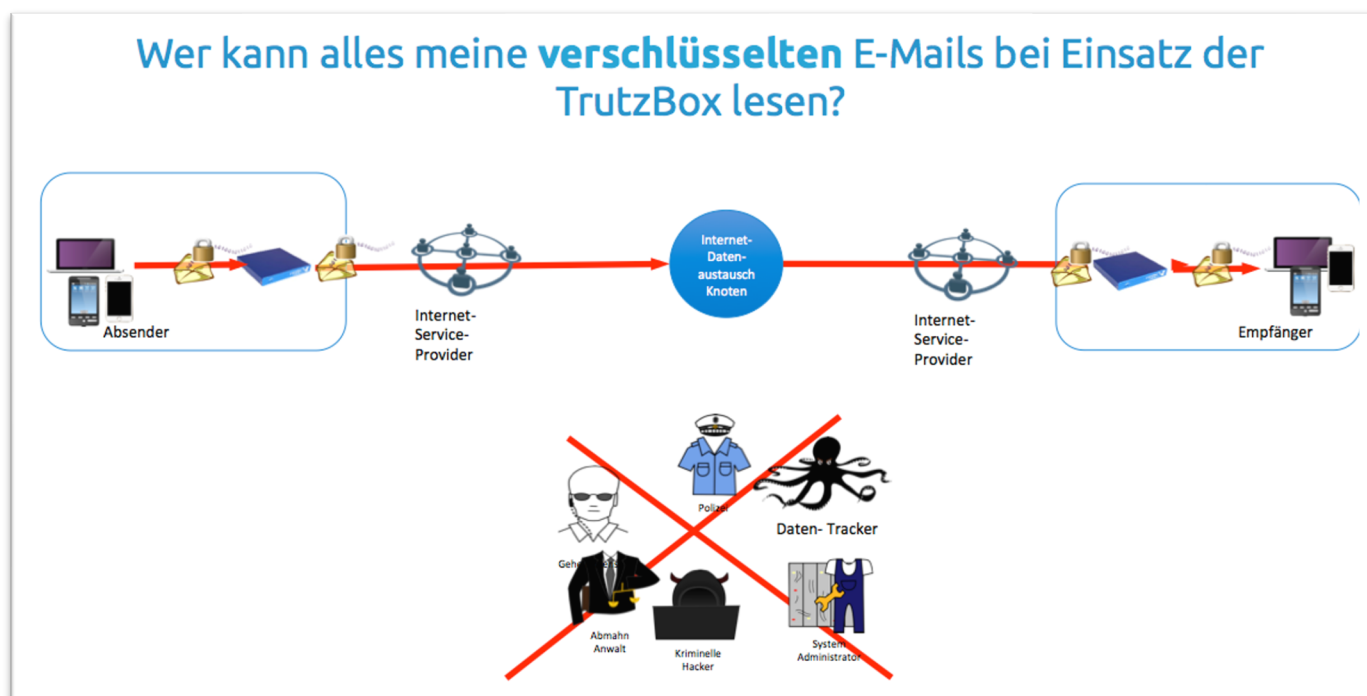 Wer kann alles meine verschlüsselten E-Mails bei Einsatz der
TrutzBox lesen?
Absender
Internet-
Service-
Provider
Internet-
Daten-
austausch
Knoten
Internet-
Service-
Provider
Empfänger
Polizei
Daten- Tracker
Abmahn
Anwalt
Kriminelle
Hacker
System
Administrator